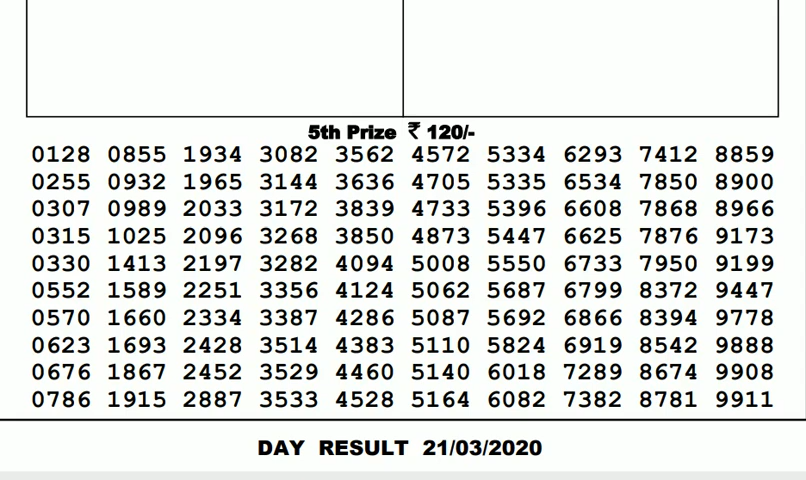 5th Prize ₹ 120/-
0128 0855 1934 3082 3562 4572 5334 6293 7412 8859
0255 0932 1965 3144 3636 4705 5335 6534 7850 8900
0307 0989 2033 3172 3839 4733 5396 6608 7868 8966
0315 1025 2096 3268 3850 4873 5447 6625 7876 9173
0330 1413 2197 3282 4094 5008 5550 6733 7950 9199
0552 1589 2251 3356 4124 5062 5687 6799 8372 9447
0570 1660 2334 3387 4286 5087 5692 6866 8394 9778
0623 1693 2428 3514 4383 5110 5824 6919 8542 9888
0676 1867 2452 3529 4460 5140 6018 7289 8674 9908
0786 1915 2887 3533 4528 5164 6082 7382 8781 9911
DAY RESULT 21/03/2020